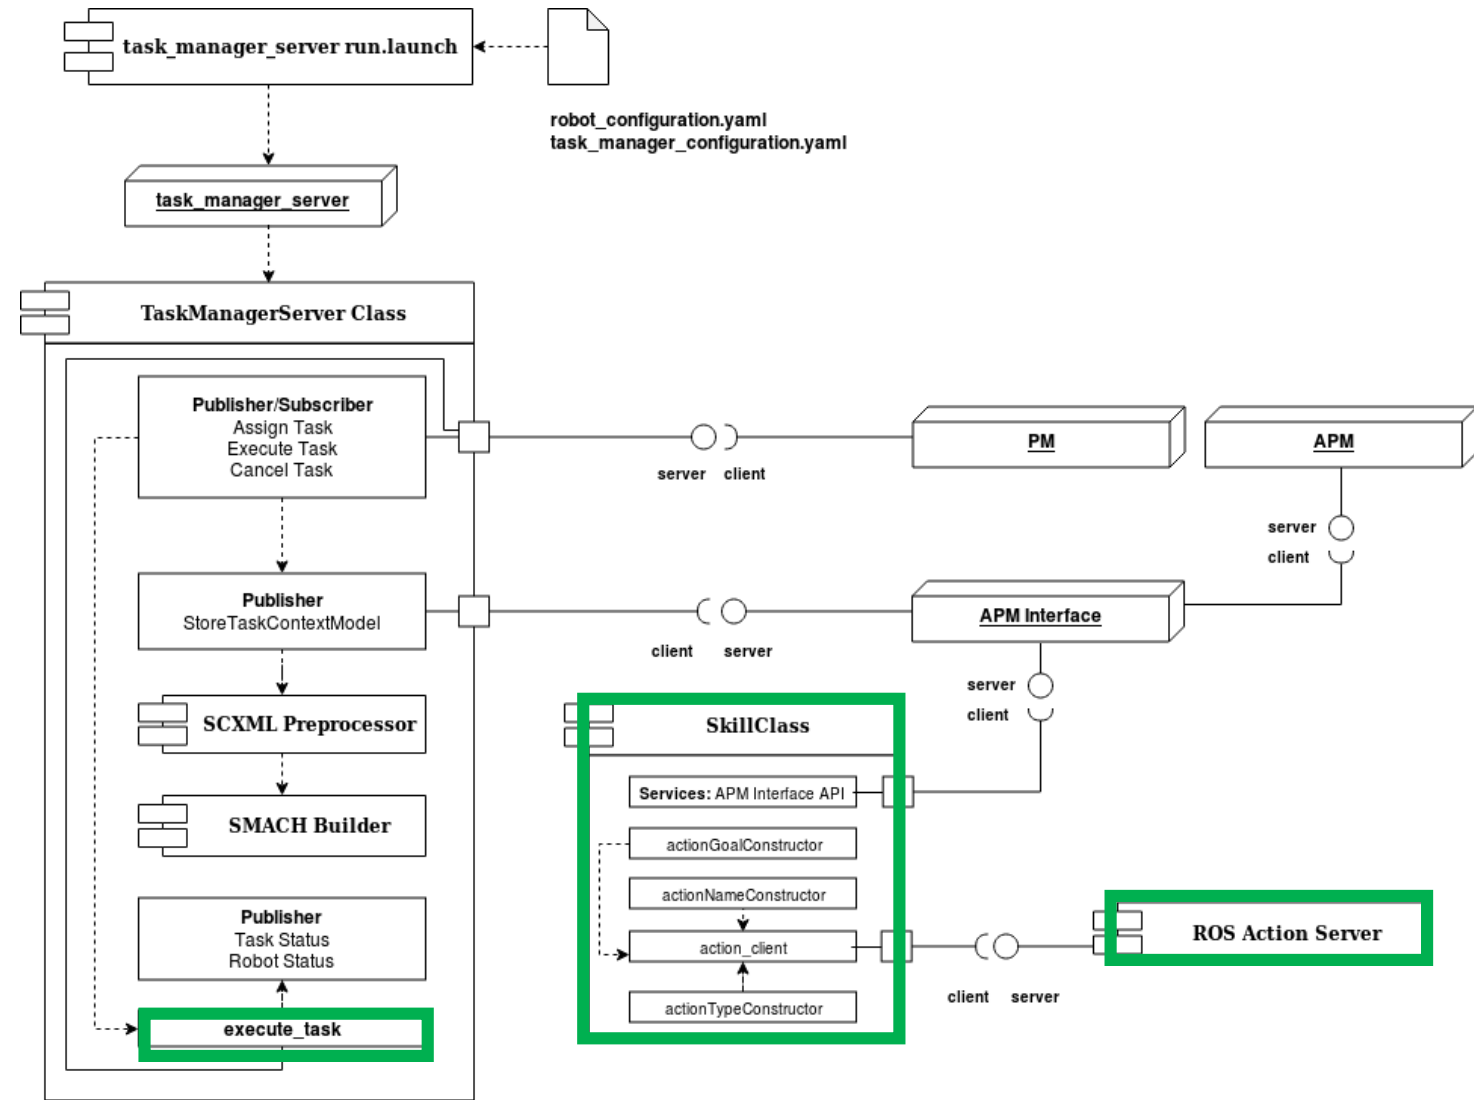 task_manager_server run.launch
robot_configuration.yaml
task_manager_configuration.yaml
task_manager_server
TaskManagerServer Class
Publisher/Subscriber
Assign Task
Execute Task
Cancel Task
server client
PM
APM
server
client
Publisher
StoreTaskContextModel
client server
APM Interface
server
client
SCXML Preprocessor
SMACH Builder
Publisher
Task Status
Robot Status
execute_task
SkillClass
Services: APM Interface API
actionGoalConstructor
actionNameConstructor
action_client
actionTypeConstructor
client server
ROS Action Server